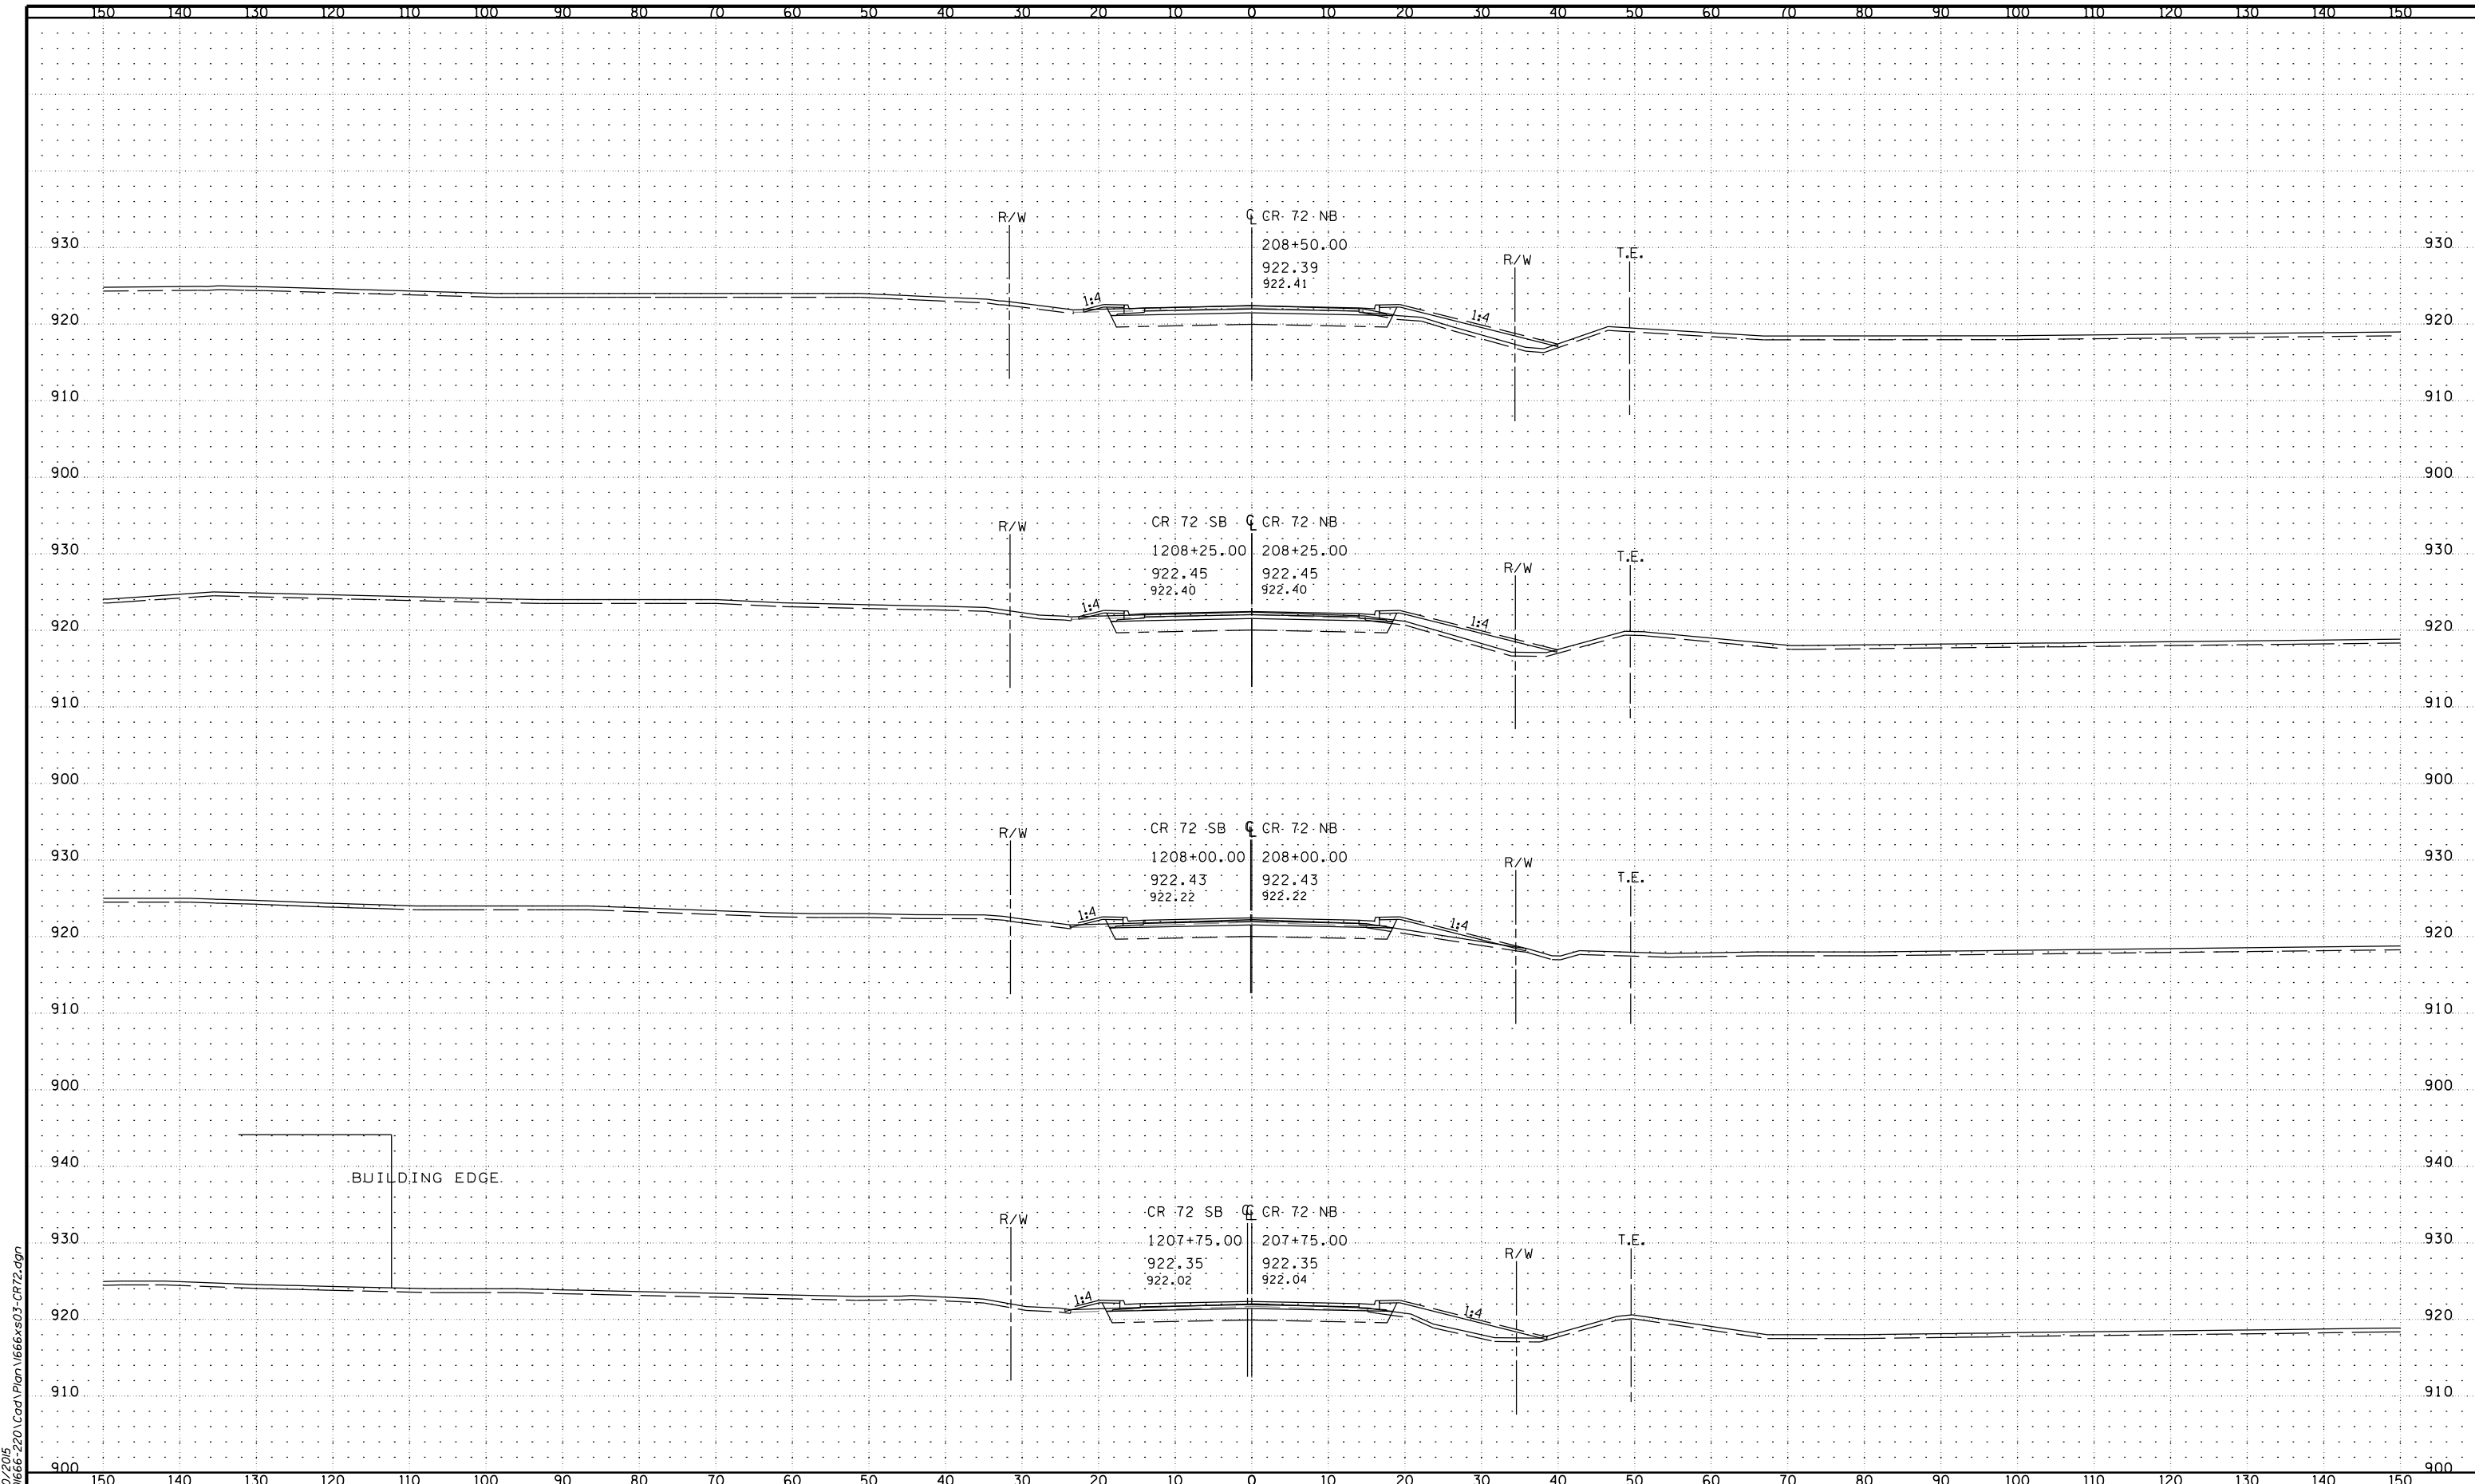 150 140 130 120 110 100 90 80 70 60 50 40 30 20 10 0 10 20 30 40 50 60 70 80 90 100 110 120 130 140 150
R/W ℄ CR 72 NB
930 208+50.00 R/W T.E. 930
922.39
922.41
1:4 1:4
920 920
910 910
900 900
R/W CR 72 SB ℄ CR 72 NB
930 1208+25.00 208+25.00 R/W T.E. 930
922.45 922.45
922.40 922.40
1:4 1:4
920 920
910 910
900 900
R/W CR 72 SB ℄ CR 72 NB
930 1208+00.00 208+00.00 R/W T.E. 930
922.43 922.43
922.22 922.22
1:4 1:4
920 920
910 910
900 900
940 940
BUILDING EDGE
R/W CR 72 SB ℄ CR 72 NB
930 1207+75.00 207+75.00 R/W T.E. 930
922.35 922.35
922.02 922.04
1:4 1:4
920 920
910 910
900 900
150 140 130 120 110 100 90 80 70 60 50 40 30 20 10 0 10 20 30 40 50 60 70 80 90 100 110 120 130 140 150
0/2015
1666-220\Cad\Plan\1666xs03-CR72.dgn